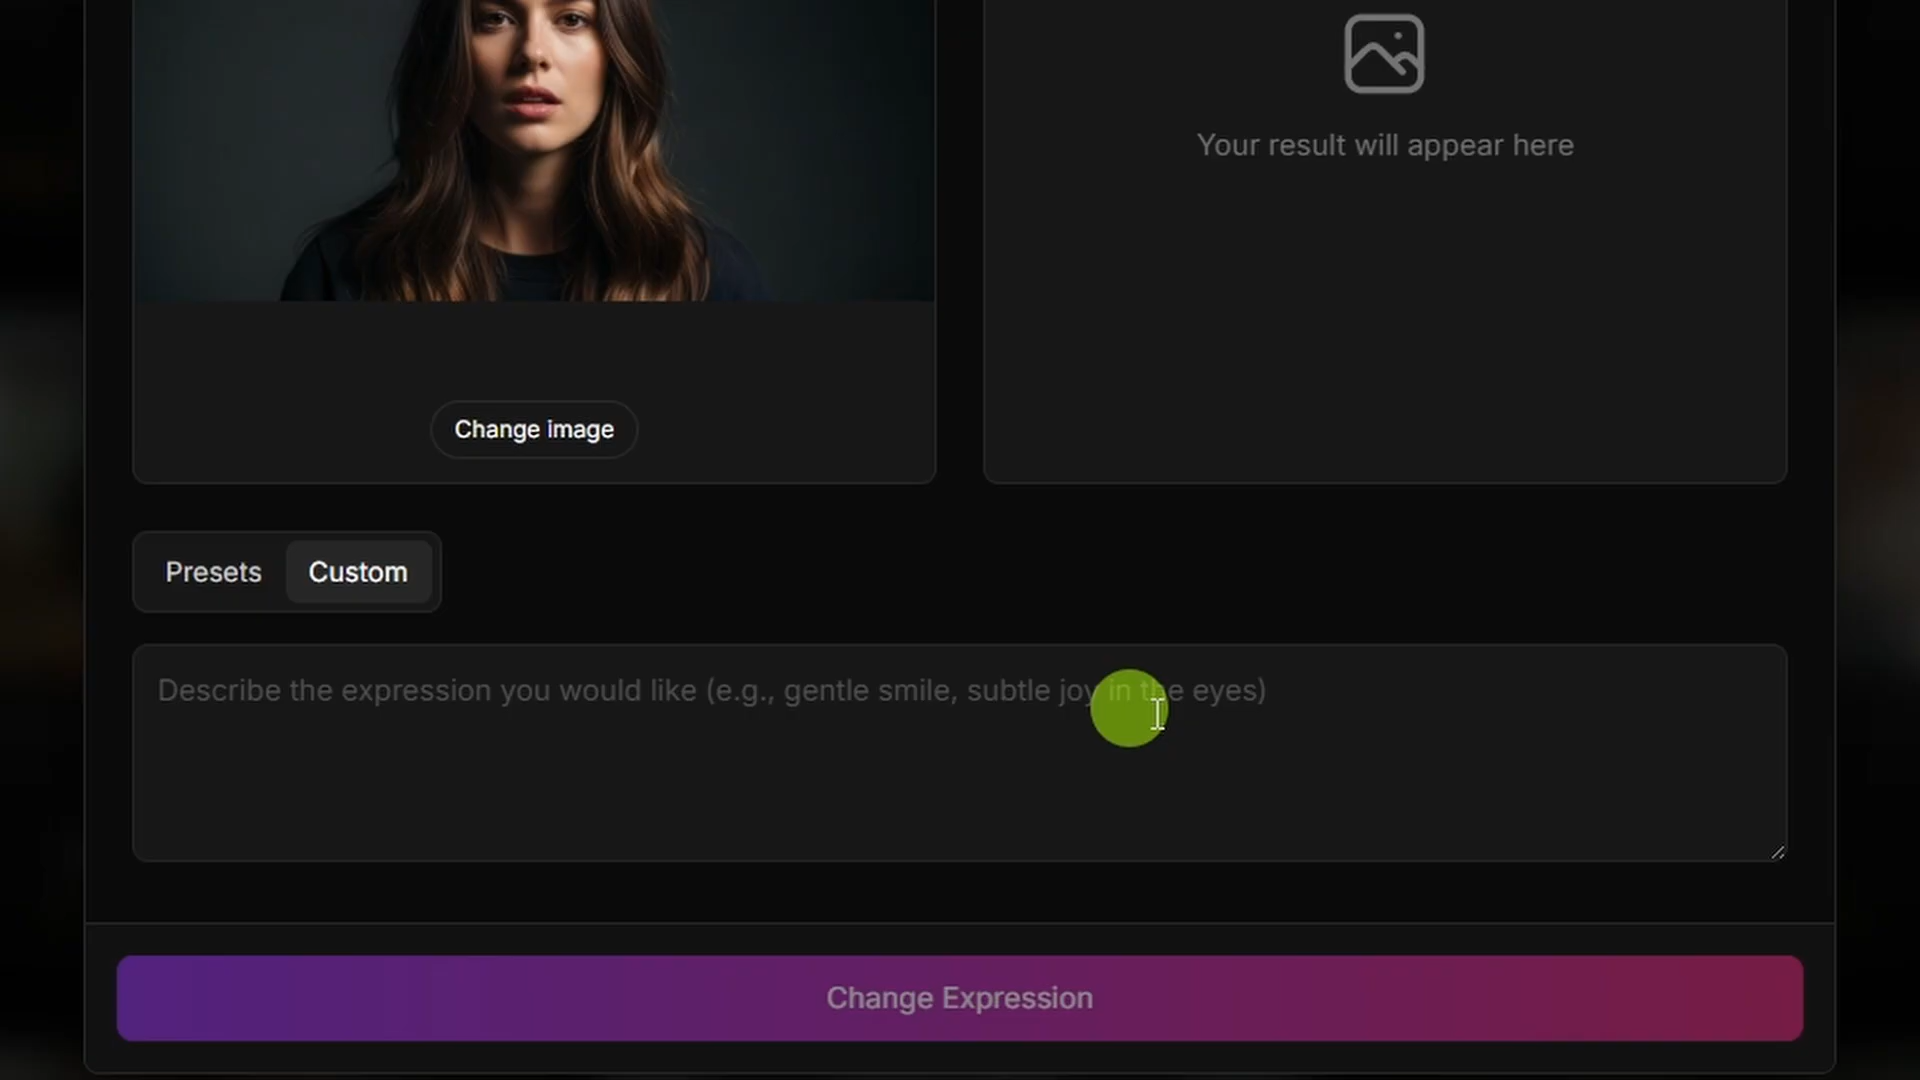 Your result will appear here
Change image
Presets Custom
Describe the expression you would like (e.g., gentle smile, subtle joy in the eyes)
Change Expression